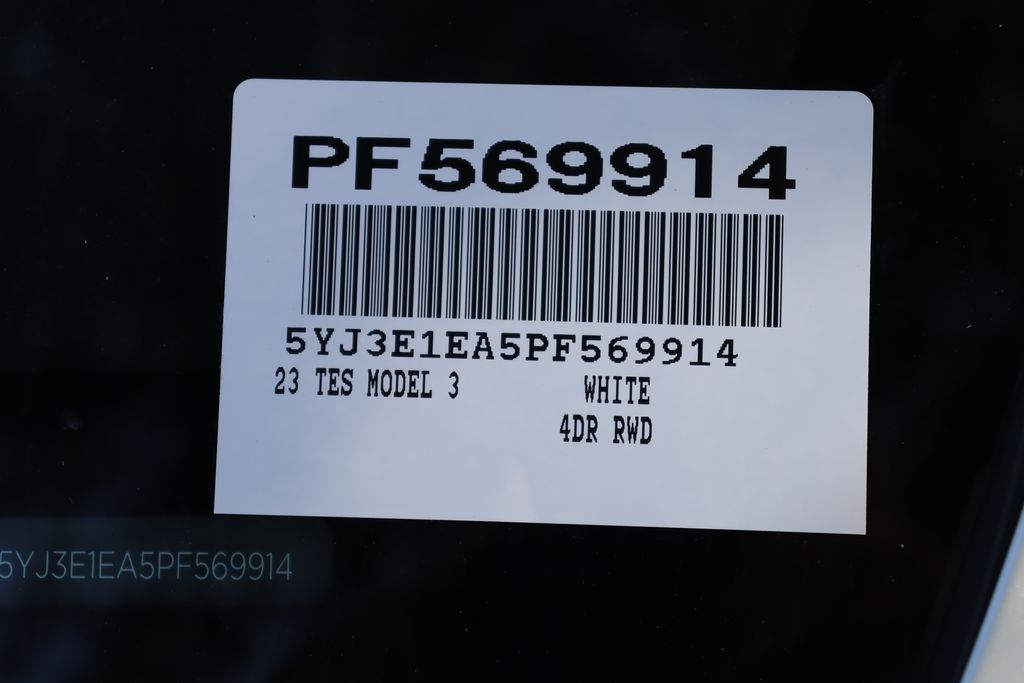 PF569914
5YJ3E1EA5PF569914
23 TES MODEL 3 WHITE
4DR RWD
5YJ3E1EA5PF569914